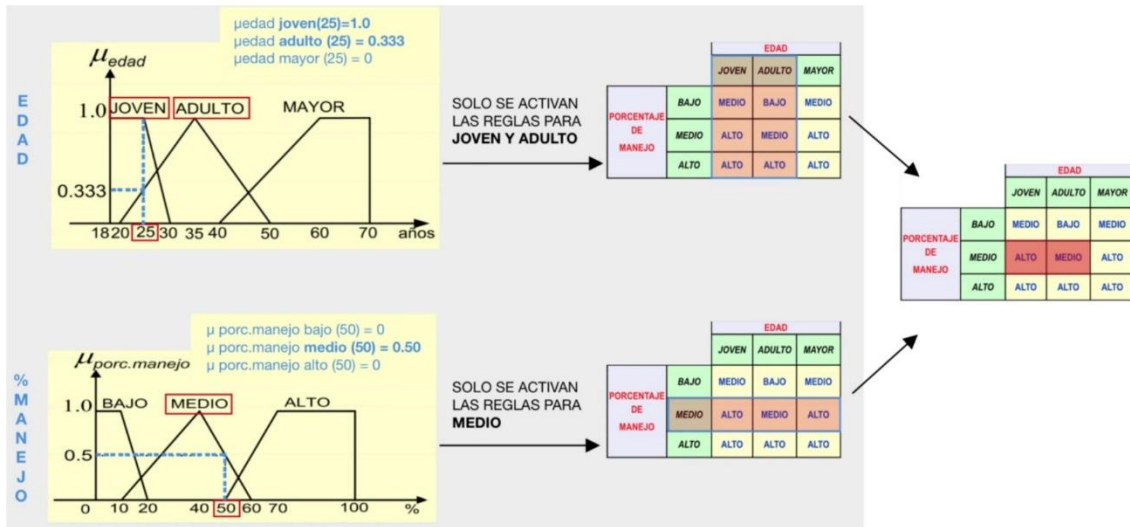 μedad joven(25)=1.0
μedad adulto (25) = 0.333
μedad mayor (25) = 0
μedad
1.0 JOVEN ADULTO MAYOR
0.333
18 20 25 30 35 40 50 60 70 años
EDAD
SOLO SE ACTIVAN
LAS REGLAS PARA
JOVEN Y ADULTO
EDAD
JOVEN ADULTO MAYOR
PORCENTAJE DE MANEJO
BAJO MEDIO BAJO MEDIO
MEDIO ALTO MEDIO ALTO
ALTO ALTO ALTO ALTO
EDAD
JOVEN ADULTO MAYOR
PORCENTAJE DE MANEJO
BAJO MEDIO BAJO MEDIO
MEDIO ALTO MEDIO ALTO
ALTO ALTO ALTO ALTO
μ porc.manejo bajo (50) = 0
μ porc.manejo medio (50) = 0.50
μ porc.manejo alto (50) = 0
μporc.manejo
1.0 BAJO MEDIO ALTO
0.5
0 10 20 40 50 60 70 100 %
%MANEJO
SOLO SE ACTIVAN
LAS REGLAS PARA
MEDIO
EDAD
JOVEN ADULTO MAYOR
PORCENTAJE DE MANEJO
BAJO MEDIO BAJO MEDIO
MEDIO ALTO MEDIO ALTO
ALTO ALTO ALTO ALTO